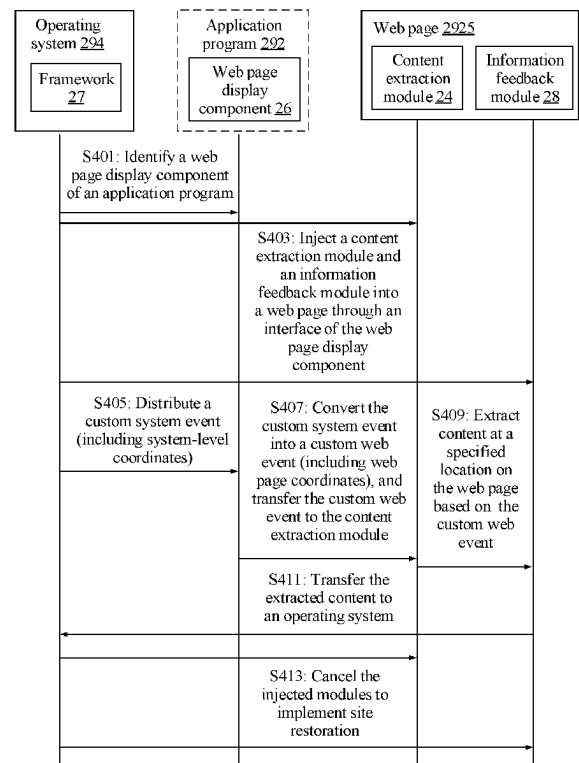 Operating
system 294
Framework
27
Application
program 292
Web page
display
component 26
Web page 2925
Content
extraction
module 24
Information
feedback
module 28
S401: Identify a web
page display component
of an application program
S403: Inject a content
extraction module and
an information
feedback module into
a web page through an
interface of the web
page display
component
S405: Distribute a
custom system event
(including system-level
coordinates)
S407: Convert the
custom system event
into a custom web
event (including web
page coordinates), and
transfer the custom web
event to the content
extraction module
S409: Extract
content at a
specified
location on
the web page
based on the
custom web
event
S411: Transfer the
extracted content to
an operating system
S413: Cancel the
injected modules to
implement site
restoration